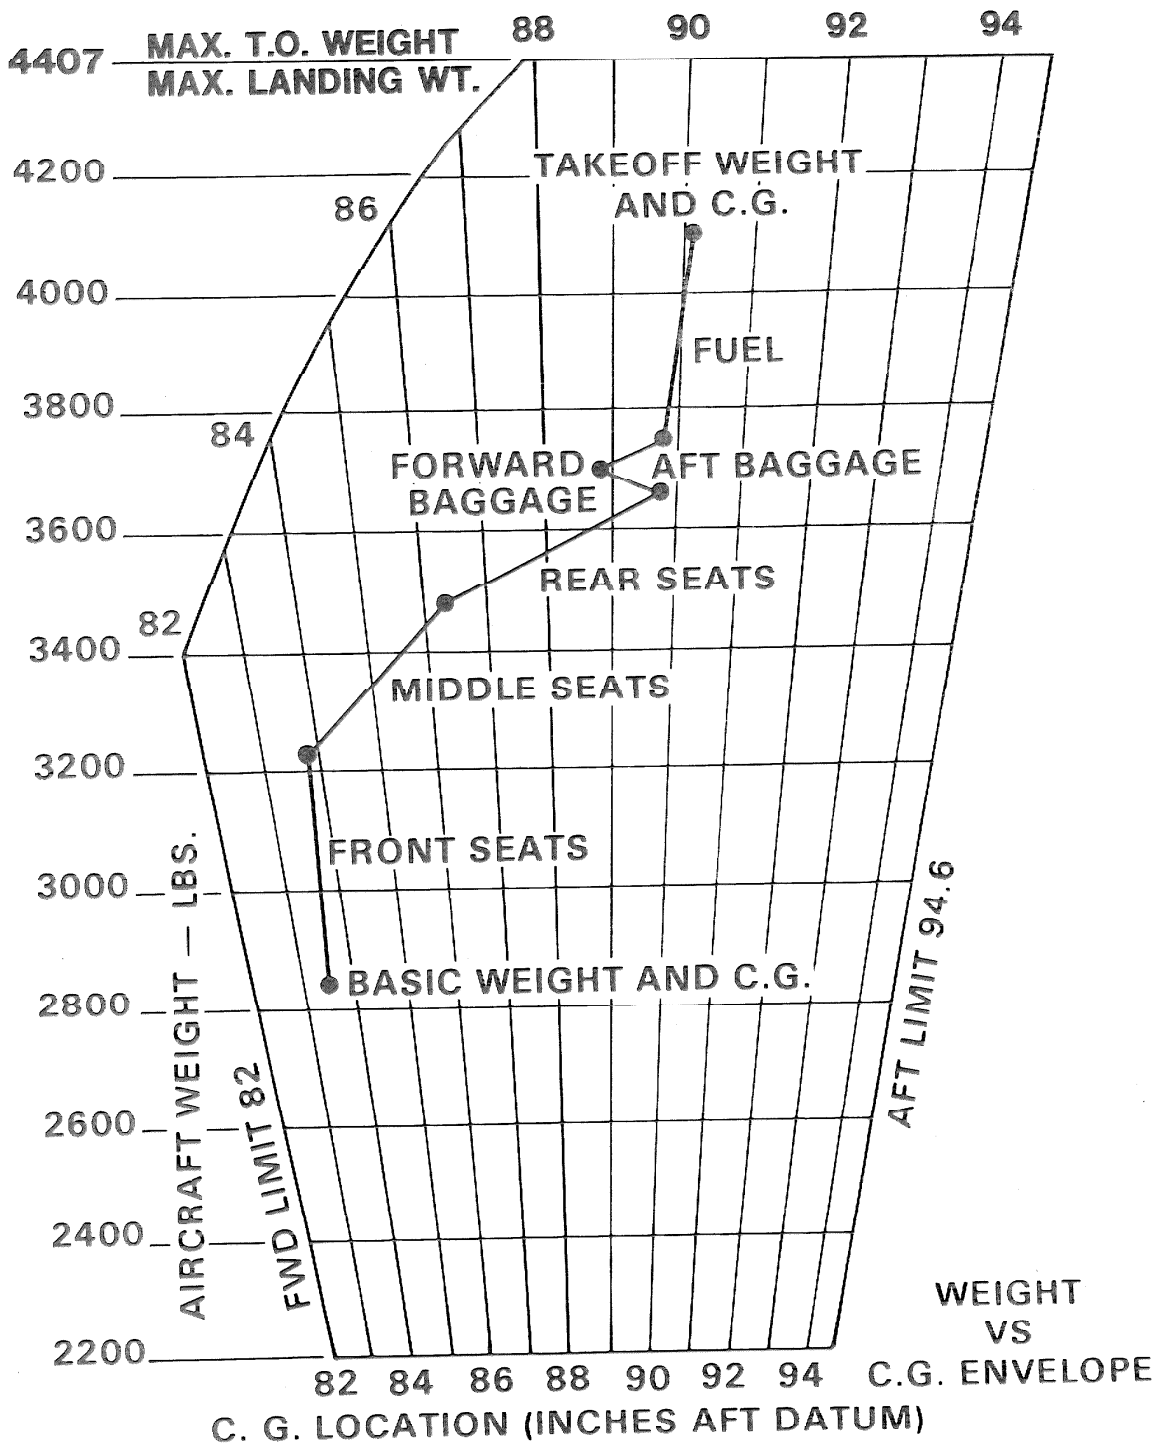 88 90 92 94
4407 MAX. T.O. WEIGHT
MAX. LANDING WT.
4200
TAKEOFF WEIGHT
AND C.G.
86
4000
FUEL
3800
84
FORWARD
BAGGAGE
AFT BAGGAGE
3600
REAR SEATS
82
3400
MIDDLE SEATS
3200
FRONT SEATS
3000
BASIC WEIGHT AND C.G.
2800
2600
2400
2200
AIRCRAFT WEIGHT — LBS.
FWD LIMIT 82
AFT LIMIT 94.6
WEIGHT
VS
C.G. ENVELOPE
82 84 86 88 90 92 94
C. G. LOCATION (INCHES AFT DATUM)